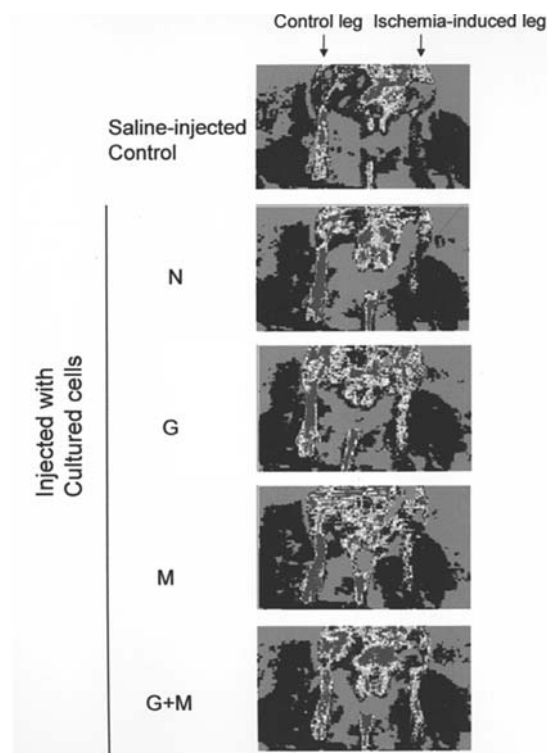 Control leg Ischemia-induced leg
Saline-injected
Control
Injected with
Cultured cells
N
G
M
G+M